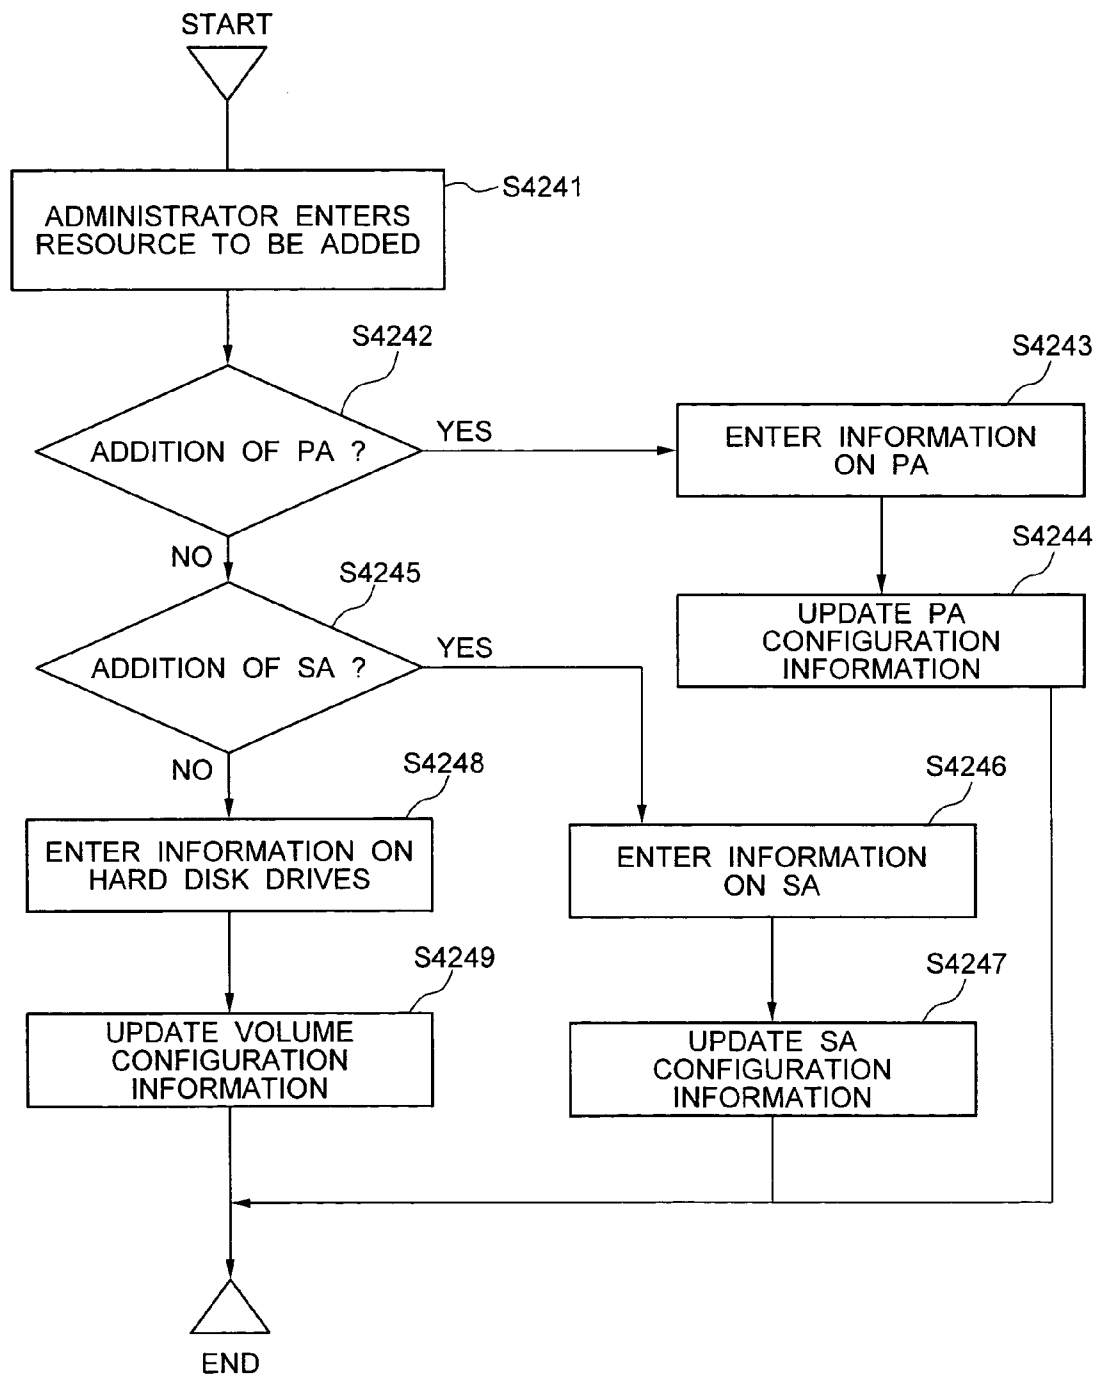 START
S4241
ADMINISTRATOR ENTERS
RESOURCE TO BE ADDED
S4242
ADDITION OF PA ?
YES
S4243
ENTER INFORMATION
ON PA
NO
S4244
UPDATE PA
CONFIGURATION
INFORMATION
S4245
ADDITION OF SA ?
YES
NO
S4248
ENTER INFORMATION ON
HARD DISK DRIVES
S4246
ENTER INFORMATION
ON SA
S4249
UPDATE VOLUME
CONFIGURATION
INFORMATION
S4247
UPDATE SA
CONFIGURATION
INFORMATION
END